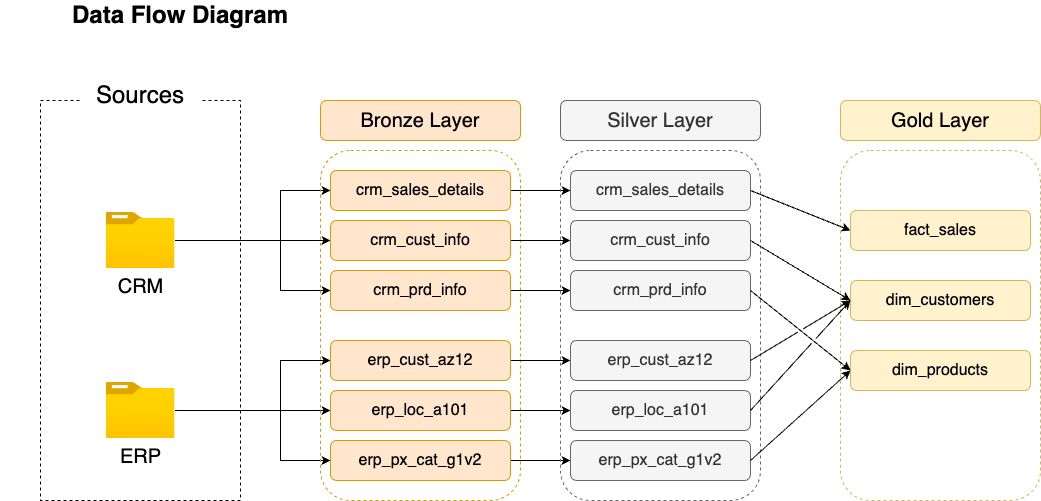 Data Flow Diagram
Sources
CRM
ERP
Bronze Layer
crm_sales_details
crm_cust_info
crm_prd_info
erp_cust_az12
erp_loc_a101
erp_px_cat_g1v2
Silver Layer
crm_sales_details
crm_cust_info
crm_prd_info
erp_cust_az12
erp_loc_a101
erp_px_cat_g1v2
Gold Layer
fact_sales
dim_customers
dim_products